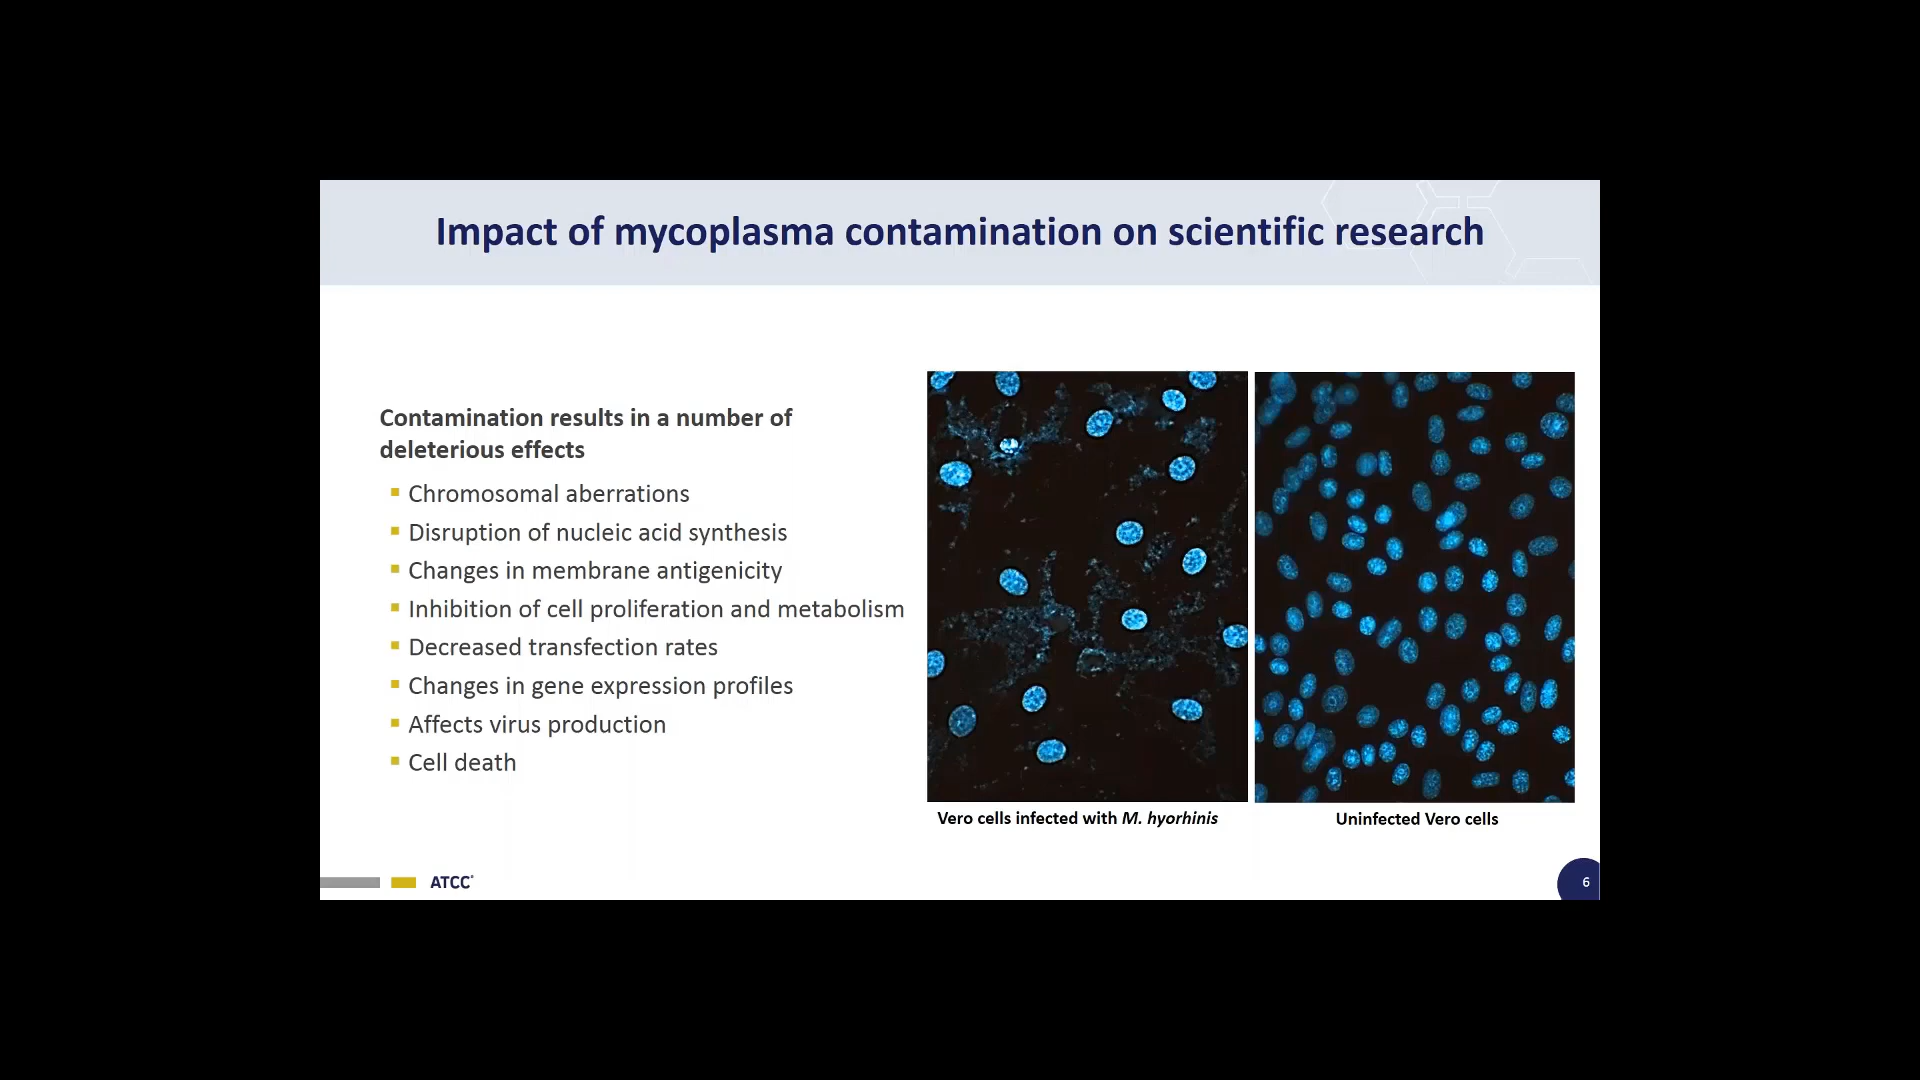 Impact of mycoplasma contamination on scientific research
Contamination results in a number of
deleterious effects
Chromosomal aberrations
Disruption of nucleic acid synthesis
Changes in membrane antigenicity
Inhibition of cell proliferation and metabolism
Decreased transfection rates
Changes in gene expression profiles
Affects virus production
Cell death
Vero cells infected with M. hyorhinis
Uninfected Vero cells
ATCC®
6